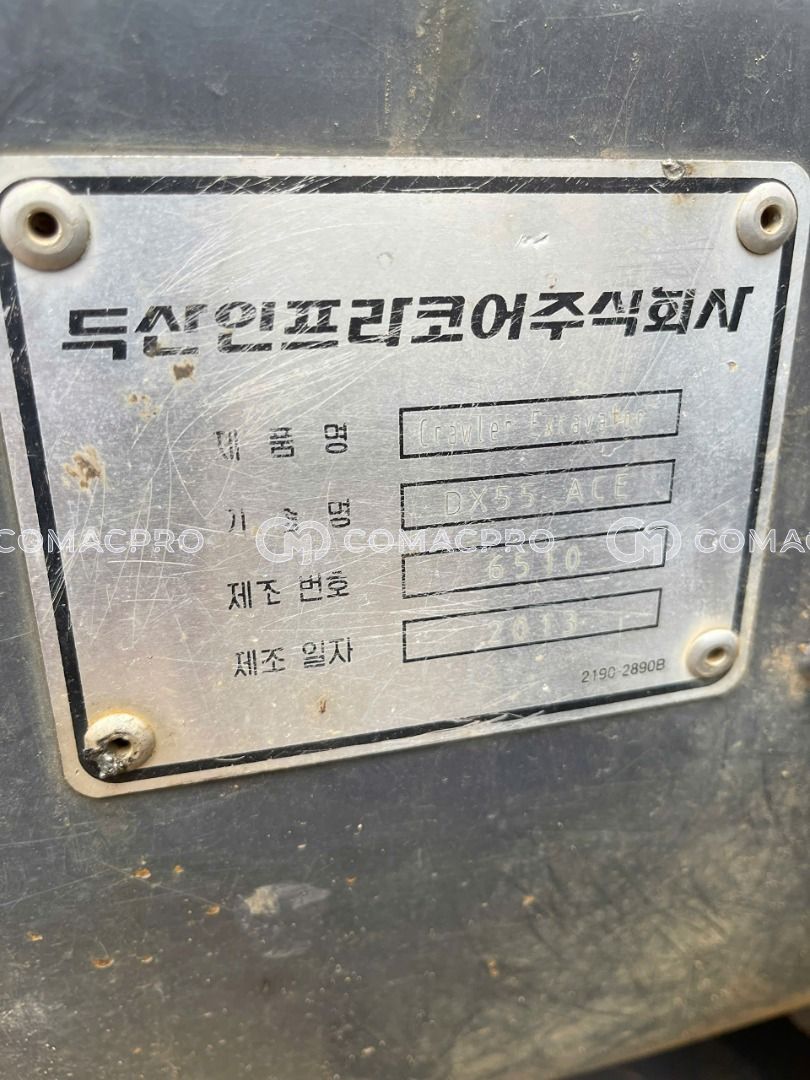 두산인프라코어주식회사
제 품 명 Crawler Excavator
기 종 명 DX55 ACE
제조 번호 6510
제조 일자 2013
COMACPRO COMACPRO COMACPRO
2190-2890B